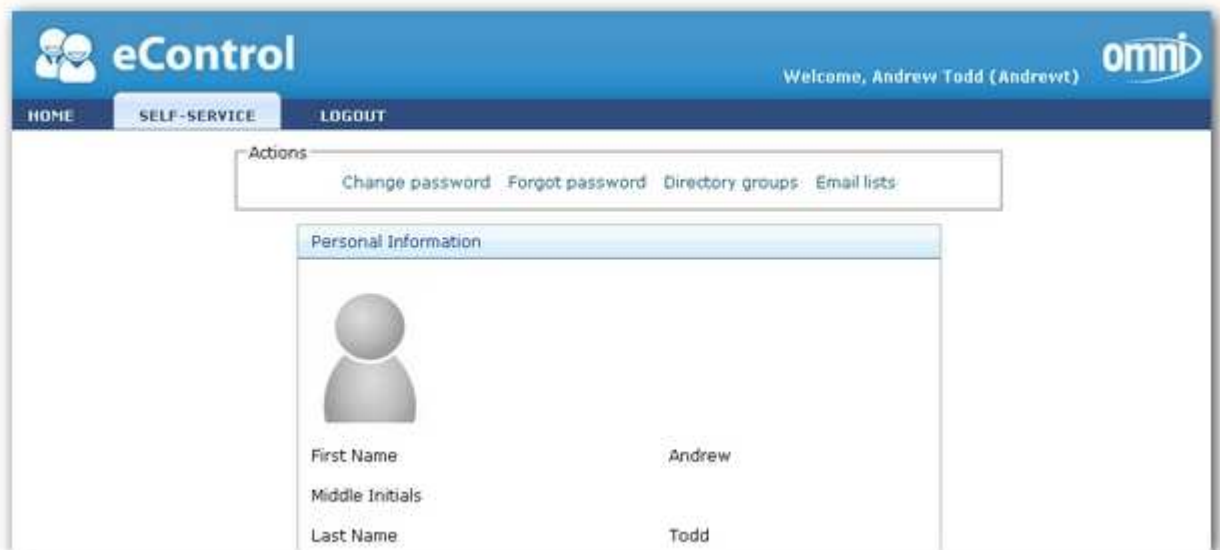 eControl
omni
Welcome, Andrew Todd (Andrewt)
HOME SELF-SERVICE LOGOUT
Actions
Change password Forgot password Directory groups Email lists
Personal Information
First Name Andrew
Middle Initials
Last Name Todd